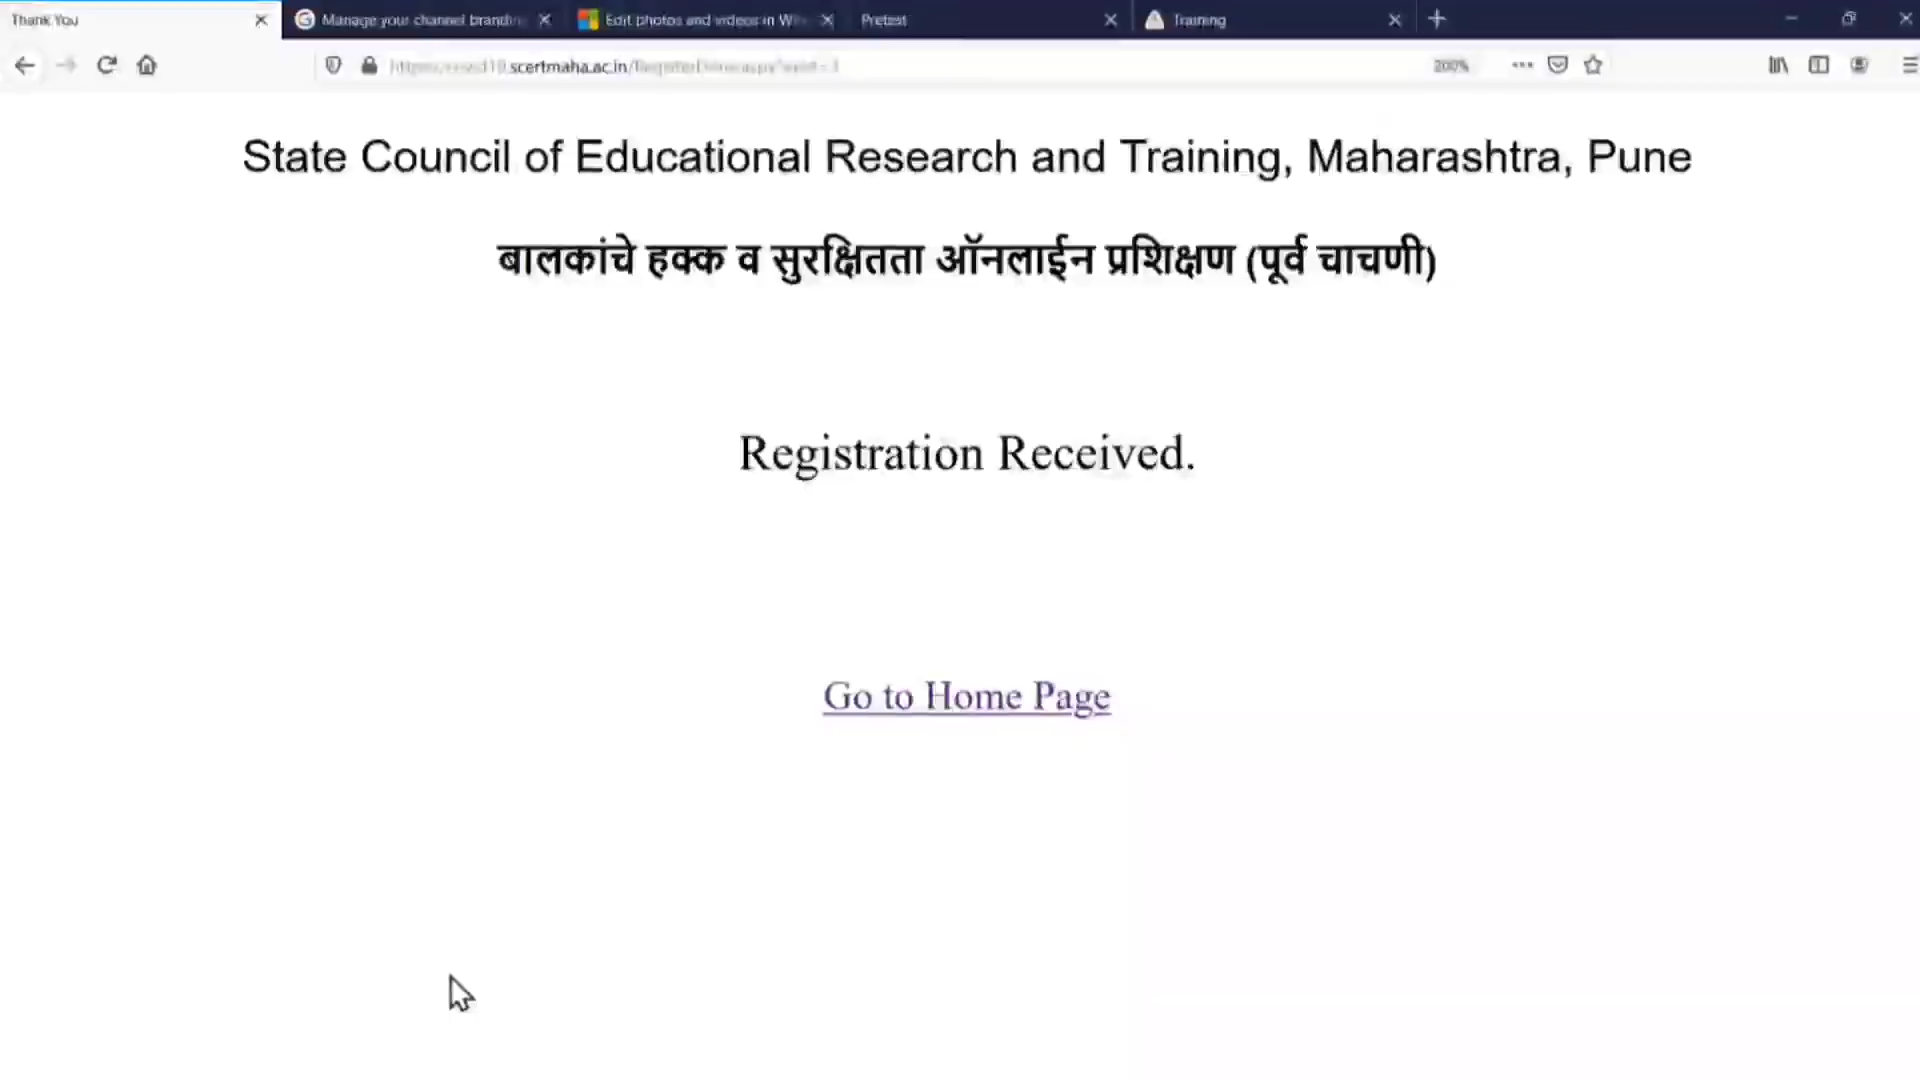 Thank You
Manage your channel brandin
Edit photos and videos in Wi
Pretest
Training
scertmaha.ac.in
200%
State Council of Educational Research and Training, Maharashtra, Pune
बालकांचे हक्क व सुरक्षितता ऑनलाईन प्रशिक्षण (पूर्व चाचणी)
Registration Received.
Go to Home Page